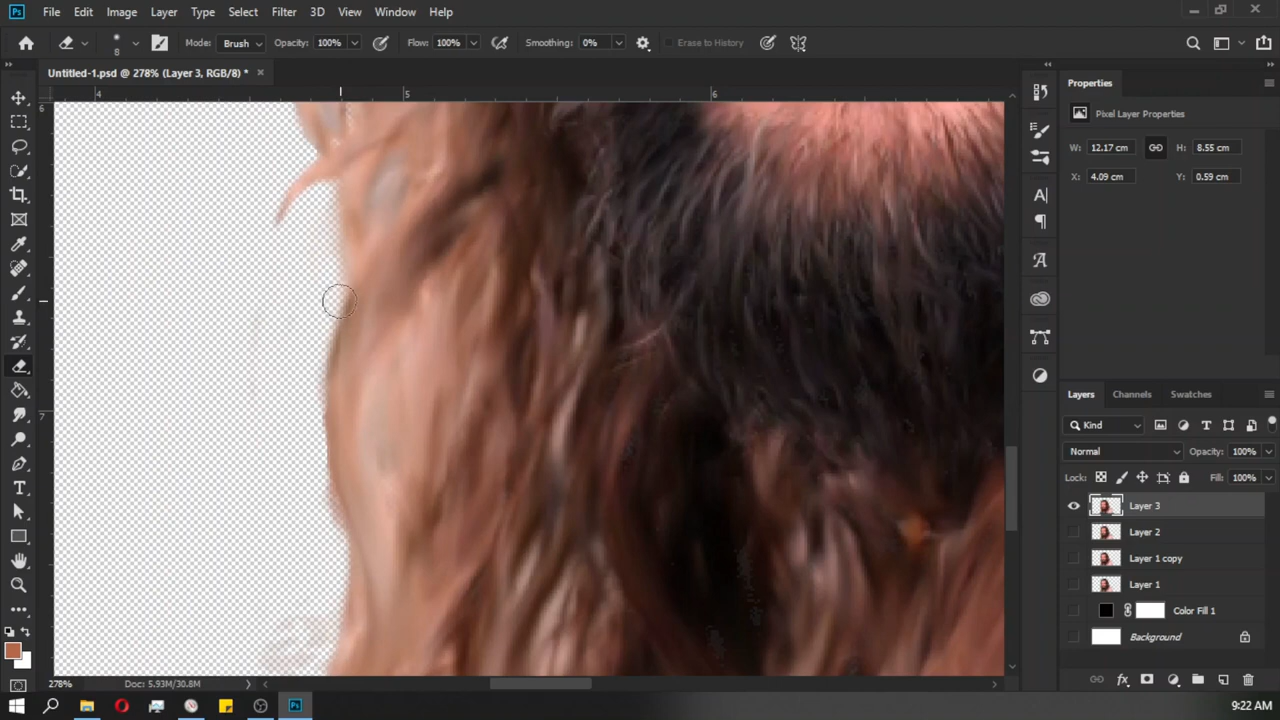 Ps File Edit Image Layer Type Select Filter 3D View Window Help
8 Mode: Brush Opacity: 100% Flow: 100% Smoothing: 0% Erase to History
Untitled-1.psd @ 278% (Layer 3, RGB/8) *
4 5 6
6
7
Properties
Pixel Layer Properties
W: 12.17 cm H: 8.55 cm
X: 4.09 cm Y: 0.59 cm
Layers Channels Swatches
Kind
Normal Opacity: 100%
Lock: Fill: 100%
Layer 3
Layer 2
Layer 1 copy
Layer 1
Color Fill 1
Background
278% Doc: 5.93M/30.8M
9:22 AM